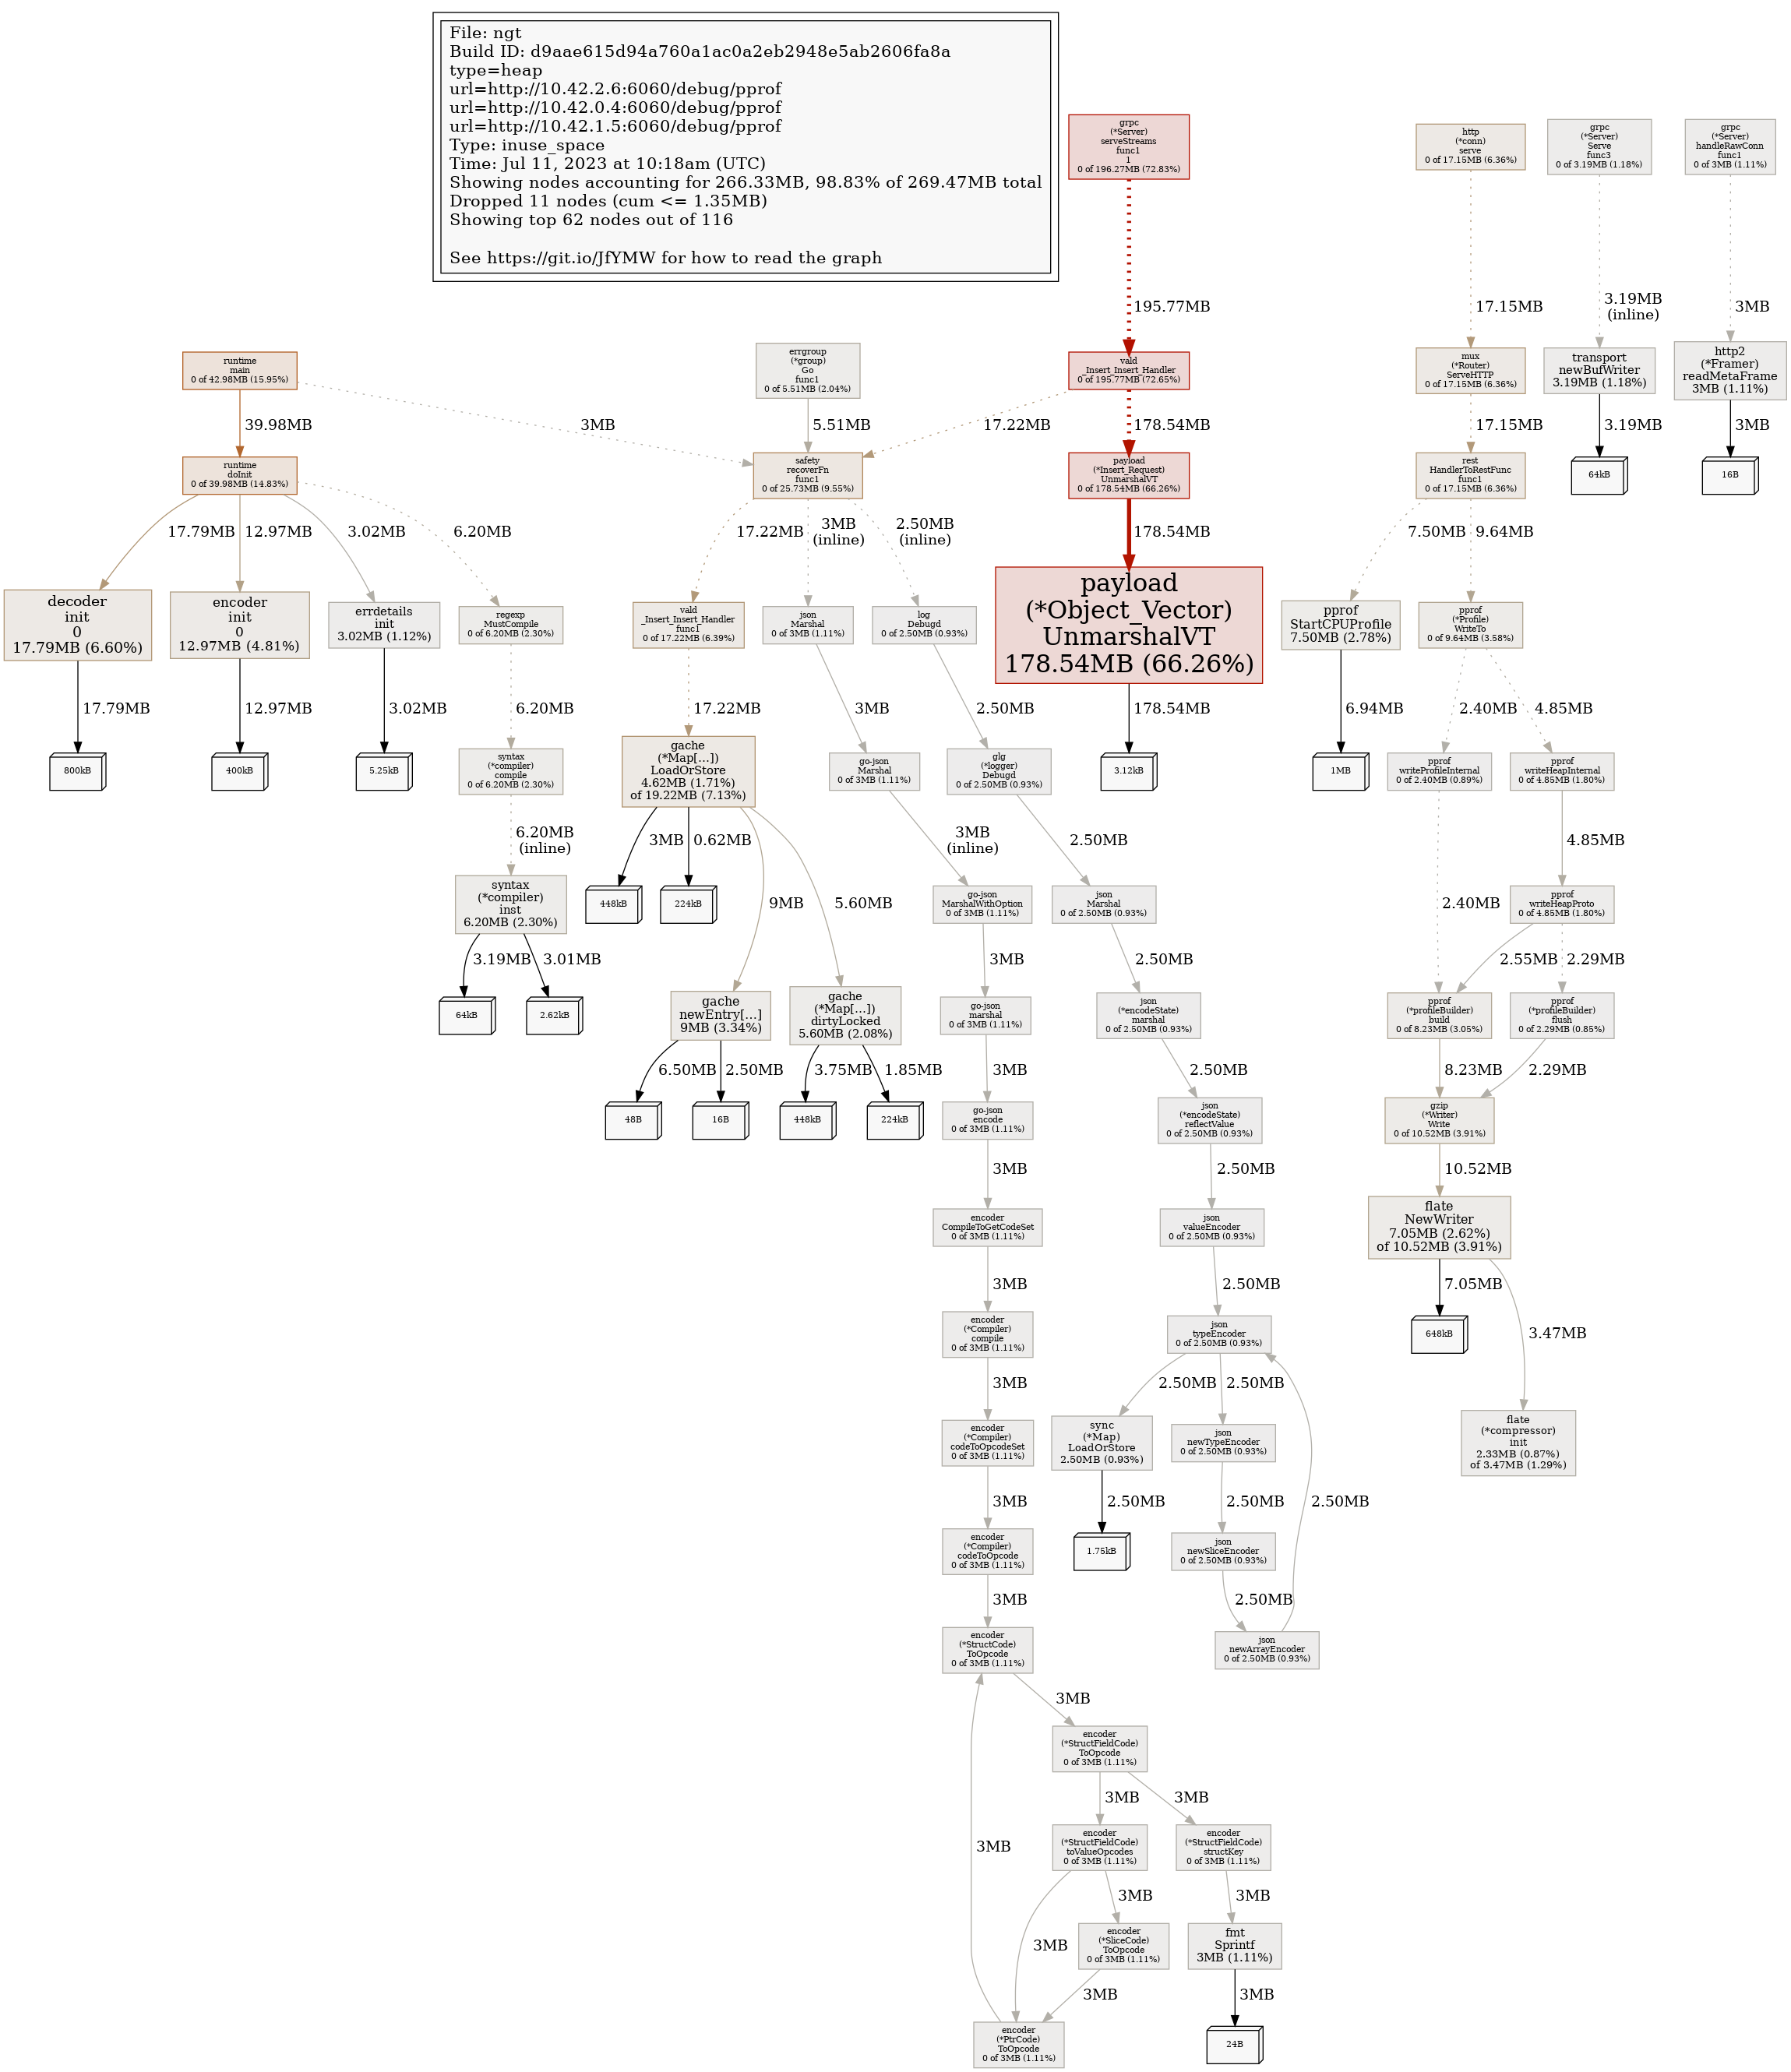 File: ngt
Build ID: d9aae615d94a760a1ac0a2eb2948e5ab2606fa8a
type=heap
url=http://10.42.2.6:6060/debug/pprof
url=http://10.42.0.4:6060/debug/pprof
url=http://10.42.1.5:6060/debug/pprof
Type: inuse_space
Time: Jul 11, 2023 at 10:18am (UTC)
Showing nodes accounting for 266.33MB, 98.83% of 269.47MB total
Dropped 11 nodes (cum <= 1.35MB)
Showing top 62 nodes out of 116
See https://git.io/JfYMW for how to read the graph
grpc
(*Server)
serveStreams
func1
1
0 of 196.27MB (72.83%)
http
(*conn)
serve
0 of 17.15MB (6.36%)
grpc
(*Server)
Serve
func3
0 of 3.19MB (1.18%)
grpc
(*Server)
handleRawConn
func1
0 of 3MB (1.11%)
195.77MB
17.15MB
3.19MB
(inline)
3MB
runtime
main
0 of 42.98MB (15.95%)
errgroup
(*group)
Go
func1
0 of 5.51MB (2.04%)
vald
_Insert_Insert_Handler
0 of 195.77MB (72.65%)
mux
(*Router)
ServeHTTP
0 of 17.15MB (6.36%)
transport
newBufWriter
3.19MB (1.18%)
http2
(*Framer)
readMetaFrame
3MB (1.11%)
39.98MB
3MB
5.51MB
17.22MB
178.54MB
17.15MB
3.19MB
3MB
runtime
doInit
0 of 39.98MB (14.83%)
safety
recoverFn
func1
0 of 25.73MB (9.55%)
payload
(*Insert_Request)
UnmarshalVT
0 of 178.54MB (66.26%)
rest
HandlerToRestFunc
func1
0 of 17.15MB (6.36%)
64kB
16B
17.79MB
12.97MB
3.02MB
6.20MB
17.22MB
3MB
(inline)
2.50MB
(inline)
178.54MB
7.50MB
9.64MB
decoder
init
0
17.79MB (6.60%)
encoder
init
0
12.97MB (4.81%)
errdetails
init
3.02MB (1.12%)
regexp
MustCompile
0 of 6.20MB (2.30%)
vald
_Insert_Insert_Handler
func1
0 of 17.22MB (6.39%)
json
Marshal
0 of 3MB (1.11%)
log
Debugd
0 of 2.50MB (0.93%)
payload
(*Object_Vector)
UnmarshalVT
178.54MB (66.26%)
pprof
StartCPUProfile
7.50MB (2.78%)
pprof
(*Profile)
WriteTo
0 of 9.64MB (3.58%)
17.79MB
12.97MB
3.02MB
6.20MB
17.22MB
3MB
2.50MB
178.54MB
6.94MB
2.40MB
4.85MB
800kB
400kB
5.25kB
syntax
(*compiler)
compile
0 of 6.20MB (2.30%)
gache
(*Map[…])
LoadOrStore
4.62MB (1.71%)
of 19.22MB (7.13%)
go-json
Marshal
0 of 3MB (1.11%)
glg
(*logger)
Debugd
0 of 2.50MB (0.93%)
3.12kB
1MB
pprof
writeProfileInternal
0 of 2.40MB (0.89%)
pprof
writeHeapInternal
0 of 4.85MB (1.80%)
6.20MB
(inline)
3MB
0.62MB
9MB
5.60MB
3MB
(inline)
2.50MB
2.40MB
4.85MB
syntax
(*compiler)
inst
6.20MB (2.30%)
448kB
224kB
go-json
MarshalWithOption
0 of 3MB (1.11%)
json
Marshal
0 of 2.50MB (0.93%)
pprof
writeHeapProto
0 of 4.85MB (1.80%)
3.19MB
3.01MB
3MB
2.50MB
2.55MB
2.29MB
64kB
2.62kB
gache
newEntry[…]
9MB (3.34%)
gache
(*Map[…])
dirtyLocked
5.60MB (2.08%)
go-json
marshal
0 of 3MB (1.11%)
json
(*encodeState)
marshal
0 of 2.50MB (0.93%)
pprof
(*profileBuilder)
build
0 of 8.23MB (3.05%)
pprof
(*profileBuilder)
flush
0 of 2.29MB (0.85%)
6.50MB
2.50MB
3.75MB
1.85MB
3MB
2.50MB
8.23MB
2.29MB
48B
16B
448kB
224kB
go-json
encode
0 of 3MB (1.11%)
json
(*encodeState)
reflectValue
0 of 2.50MB (0.93%)
gzip
(*Writer)
Write
0 of 10.52MB (3.91%)
3MB
2.50MB
10.52MB
encoder
CompileToGetCodeSet
0 of 3MB (1.11%)
json
valueEncoder
0 of 2.50MB (0.93%)
flate
NewWriter
7.05MB (2.62%)
of 10.52MB (3.91%)
3MB
2.50MB
7.05MB
3.47MB
encoder
(*Compiler)
compile
0 of 3MB (1.11%)
json
typeEncoder
0 of 2.50MB (0.93%)
648kB
3MB
2.50MB
2.50MB
2.50MB
encoder
(*Compiler)
codeToOpcodeSet
0 of 3MB (1.11%)
sync
(*Map)
LoadOrStore
2.50MB (0.93%)
json
newTypeEncoder
0 of 2.50MB (0.93%)
flate
(*compressor)
init
2.33MB (0.87%)
of 3.47MB (1.29%)
3MB
2.50MB
2.50MB
encoder
(*Compiler)
codeToOpcode
0 of 3MB (1.11%)
1.75kB
json
newSliceEncoder
0 of 2.50MB (0.93%)
3MB
2.50MB
encoder
(*StructCode)
ToOpcode
0 of 3MB (1.11%)
json
newArrayEncoder
0 of 2.50MB (0.93%)
3MB
encoder
(*StructFieldCode)
ToOpcode
0 of 3MB (1.11%)
3MB
3MB
3MB
encoder
(*StructFieldCode)
toValueOpcodes
0 of 3MB (1.11%)
encoder
(*StructFieldCode)
structKey
0 of 3MB (1.11%)
3MB
3MB
3MB
encoder
(*SliceCode)
ToOpcode
0 of 3MB (1.11%)
fmt
Sprintf
3MB (1.11%)
3MB
3MB
encoder
(*PtrCode)
ToOpcode
0 of 3MB (1.11%)
24B